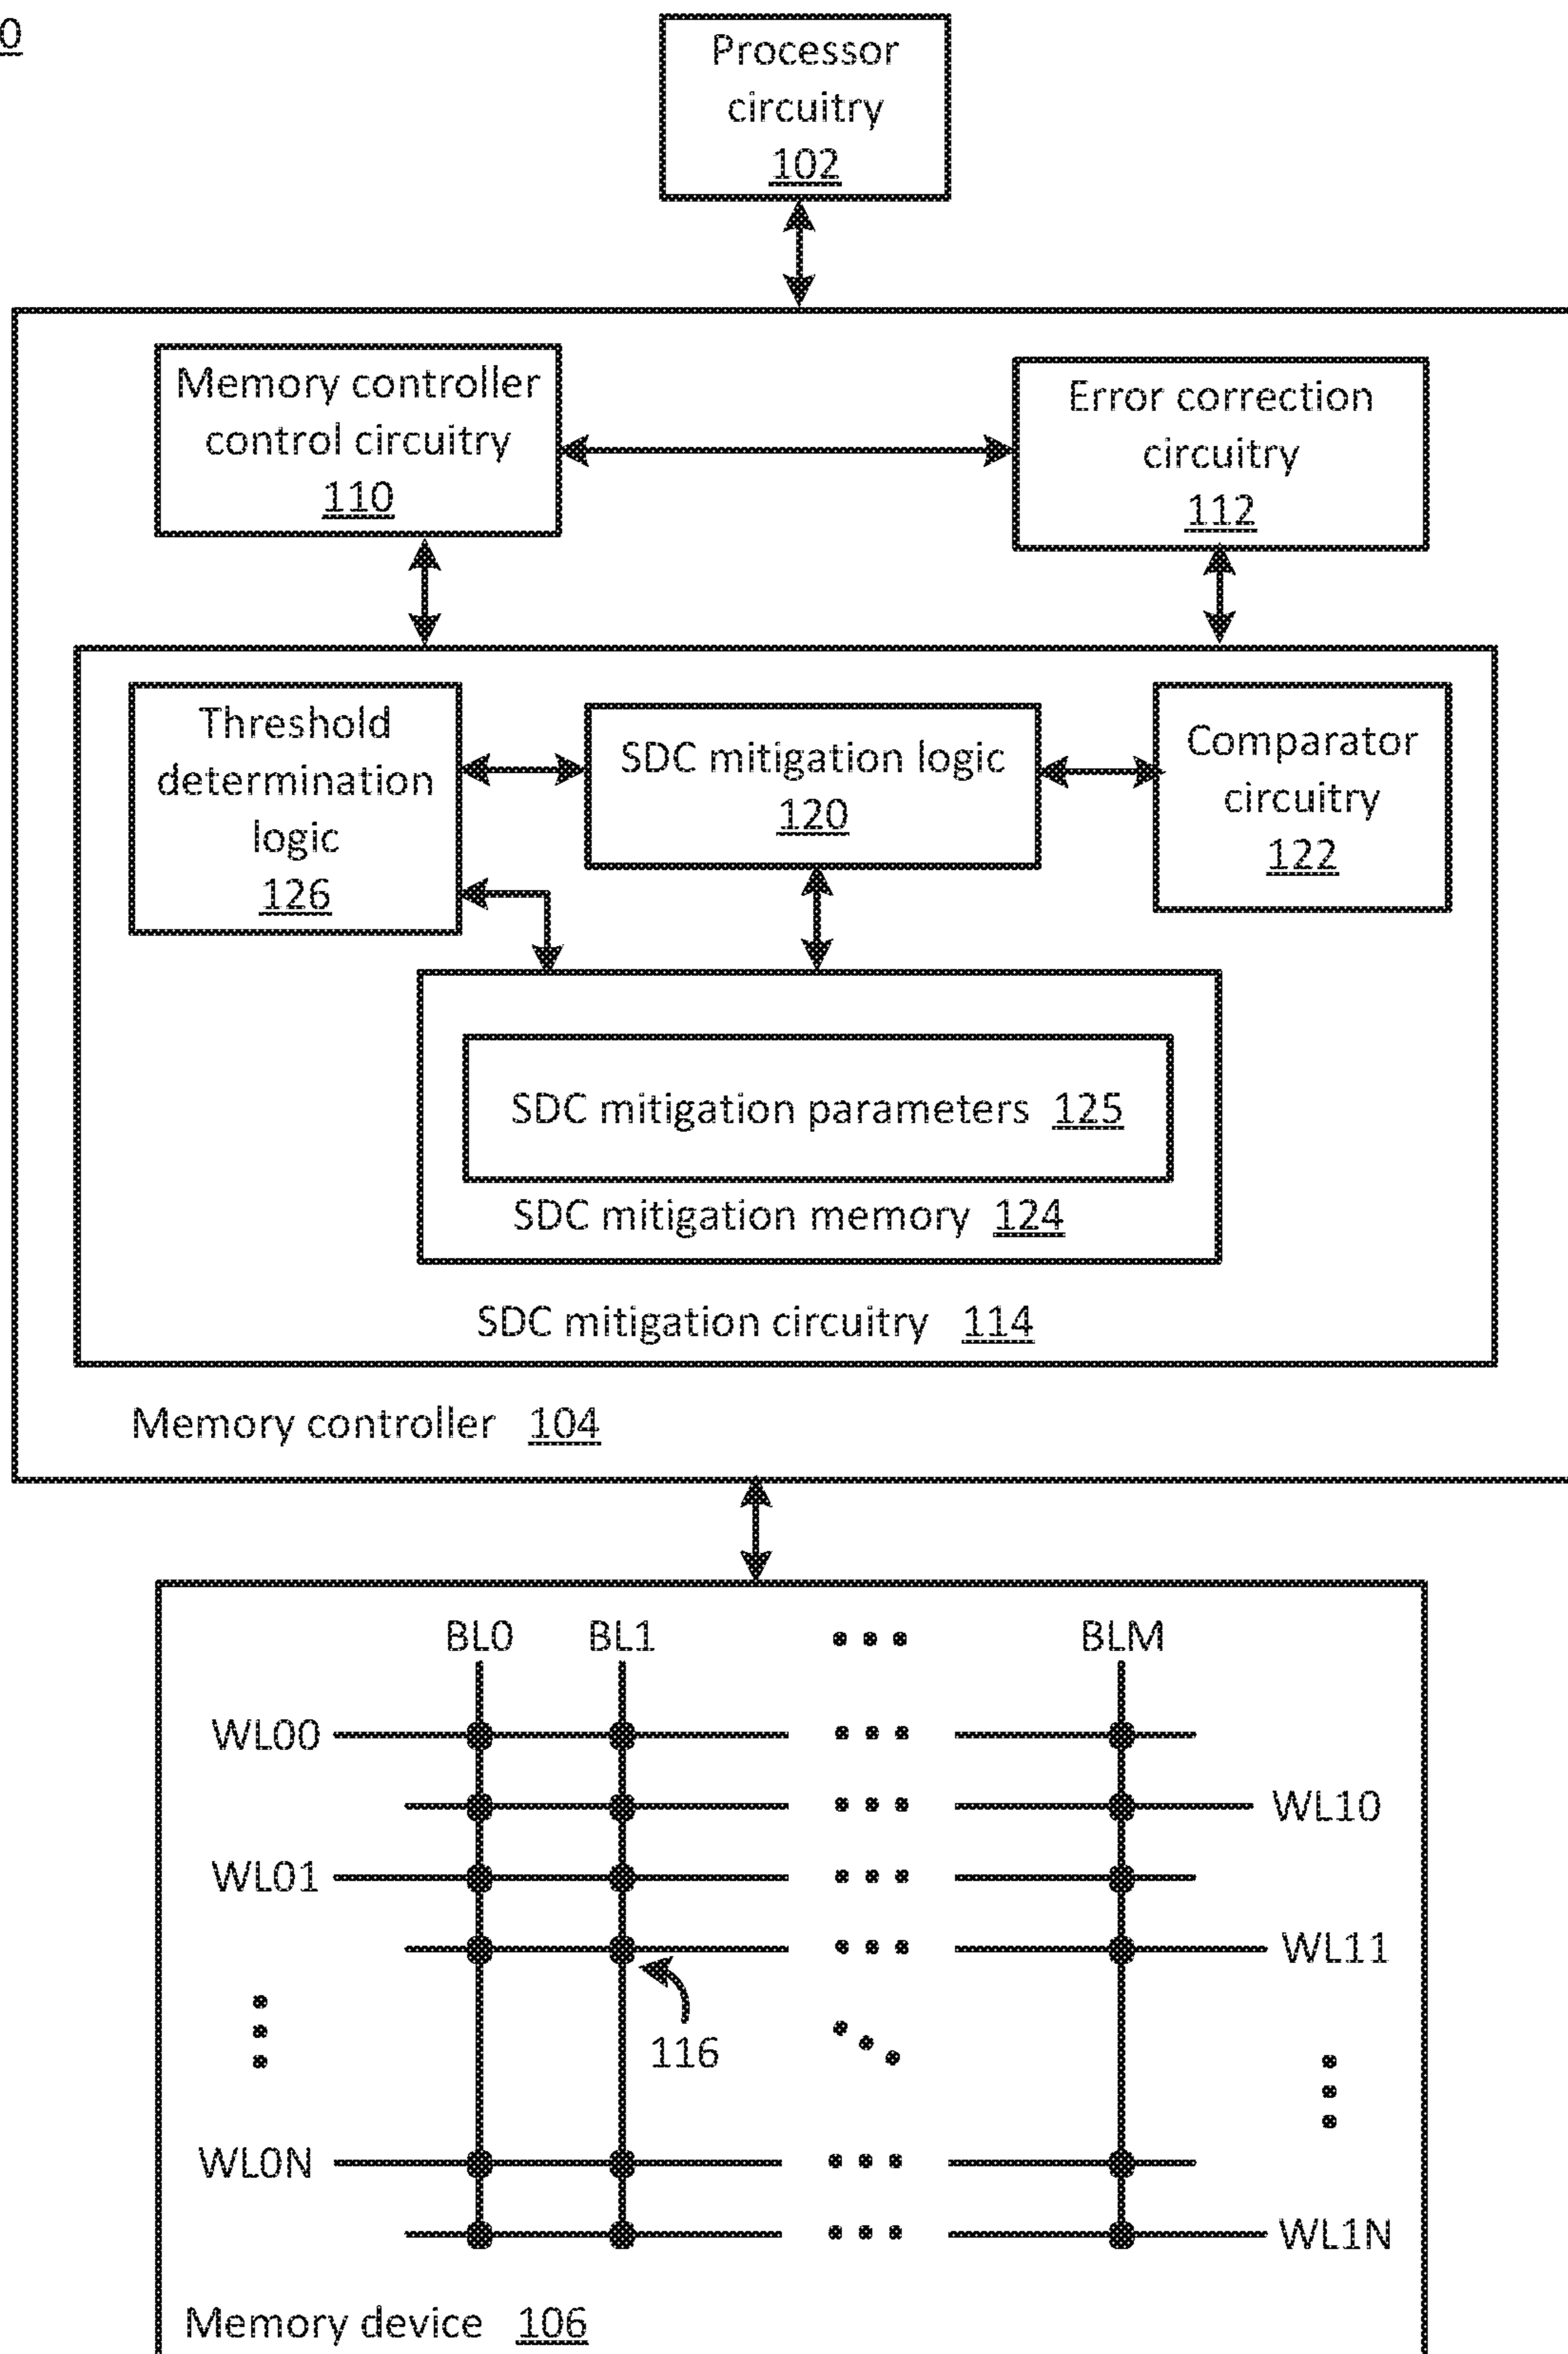 0
Processor
circuitry
102
Memory controller
control circuitry
110
Error correction
circuitry
112
Threshold
determination
logic
126
SDC mitigation logic
120
Comparator
circuitry
122
SDC mitigation parameters 125
SDC mitigation memory 124
SDC mitigation circuitry 114
Memory controller 104
BL0 BL1 ... BLM
WL00
WL10
WL01
WL11
116
WL0N
WL1N
Memory device 106